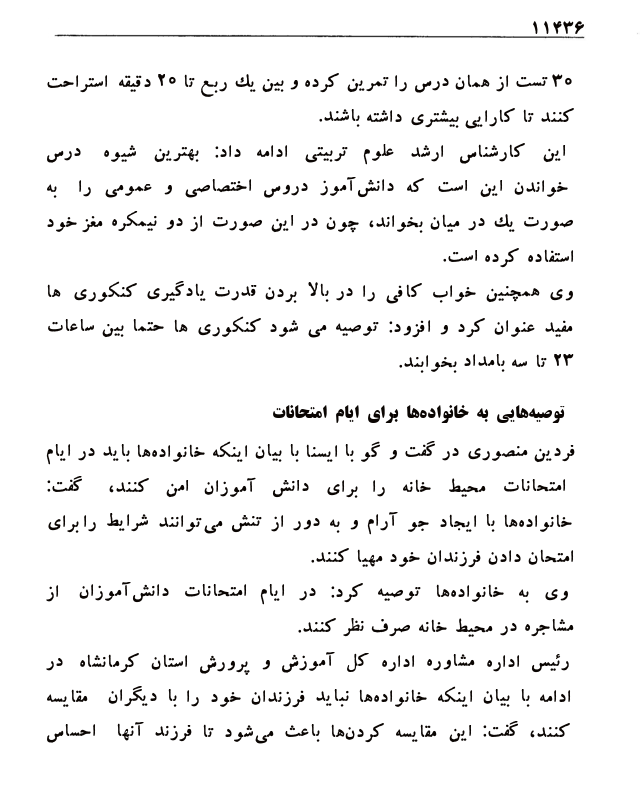 ۱۱۴۳۶
۳۰ تست از همان درس را تمرین کرده و بین یك ربع تا ۲۰ دقیقه استراحت
کنند تا کارایی بیشتری داشته باشند.
این کارشناس ارشد علوم تربیتی ادامه داد: بهترین شیوه درس
خواندن این است که دانش‌آموز دروس اختصاصی و عمومی را به
صورت یك در میان بخواند، چون در این صورت از دو نیمکره مغز خود
استفاده کرده است.
وی همچنین خواب کافی را در بالا بردن قدرت یادگیری کنکوری ها
مفید عنوان کرد و افزود: توصیه می شود کنکوری ها حتما بین ساعات
۲۳ تا سه بامداد بخوابند.
توصیه‌هایی به خانواده‌ها برای ایام امتحانات
فردین منصوری در گفت و گو با ایسنا با بیان اینکه خانواده‌ها باید در ایام
امتحانات محیط خانه را برای دانش آموزان امن کنند، گفت:
خانواده‌ها با ایجاد جو آرام و به دور از تنش می‌توانند شرایط را برای
امتحان دادن فرزندان خود مهیا کنند.
وی به خانواده‌ها توصیه کرد: در ایام امتحانات دانش‌آموزان از
مشاجره در محیط خانه صرف نظر کنند.
رئیس اداره مشاوره اداره کل آموزش و پرورش استان کرمانشاه در
ادامه با بیان اینکه خانواده‌ها نباید فرزندان خود را با دیگران مقایسه
کنند، گفت: این مقایسه کردن‌ها باعث می‌شود تا فرزند آنها احساس